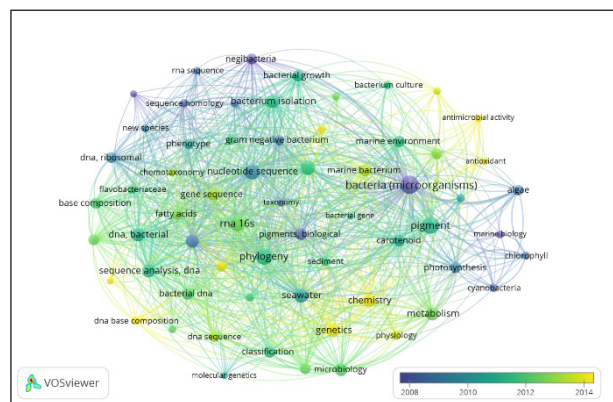 negibacteria
rna sequence
bacterial growth
bacterium culture
sequence homology
bacterium isolation
antimicrobial activity
new species
phenotype
gram negative bacterium
marine environment
dna, ribosomal
chemotaxonomy
nucleotide sequence
marine bacterium
antioxidant
flavobacteriaceae
gene sequence
bacteria (microorganisms)
algae
base composition
fatty acids
taxonomy
bacterial gene
rna 16s
pigment
dna, bacterial
pigments, biological
carotenoid
marine biology
phylogeny
sediment
chlorophyll
sequence analysis, dna
photosynthesis
bacterial dna
seawater
chemistry
cyanobacteria
metabolism
dna base composition
genetics
physiology
dna sequence
classification
molecular genetics
microbiology
VOSviewer
2008 2010 2012 2014